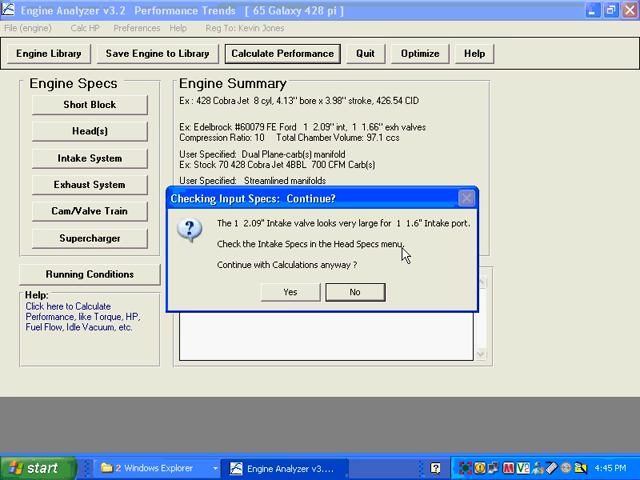 Engine Analyzer v3.2   Performance Trends   [ 65 Galaxy 428 pi ]
File (engine)   Calc HP   Preferences   Help   Reg To: Kevin Jones
Engine Library   Save Engine to Library   Calculate Performance   Quit   Optimize   Help
Engine Specs
Short Block
Head(s)
Intake System
Exhaust System
Cam/Valve Train
Supercharger
Running Conditions
Help:
Click here to Calculate
Performance, like Torque, HP,
Fuel Flow, Idle Vacuum, etc.
Engine Summary
Ex : 428 Cobra Jet  8 cyl, 4.13" bore x 3.98" stroke, 426.54 CID
Ex: Edelbrock #60079 FE Ford  1  2.09" int,  1  1.66" exh valves
Compression Ratio: 10   Total Chamber Volume: 97.1 ccs
User Specified:  Dual Plane-carb(s) manifold
Ex: Stock 70 428 Cobra Jet 4BBL  700 CFM Carb(s)
User Specified:  Streamlined manifolds
Checking Input Specs:  Continue?
The 1  2.09" Intake valve looks very large for  1  1.6" Intake port.
Check the Intake Specs in the Head Specs menu.
Continue with Calculations anyway ?
Yes   No
start   2 Windows Explorer   Engine Analyzer v3....   4:45 PM